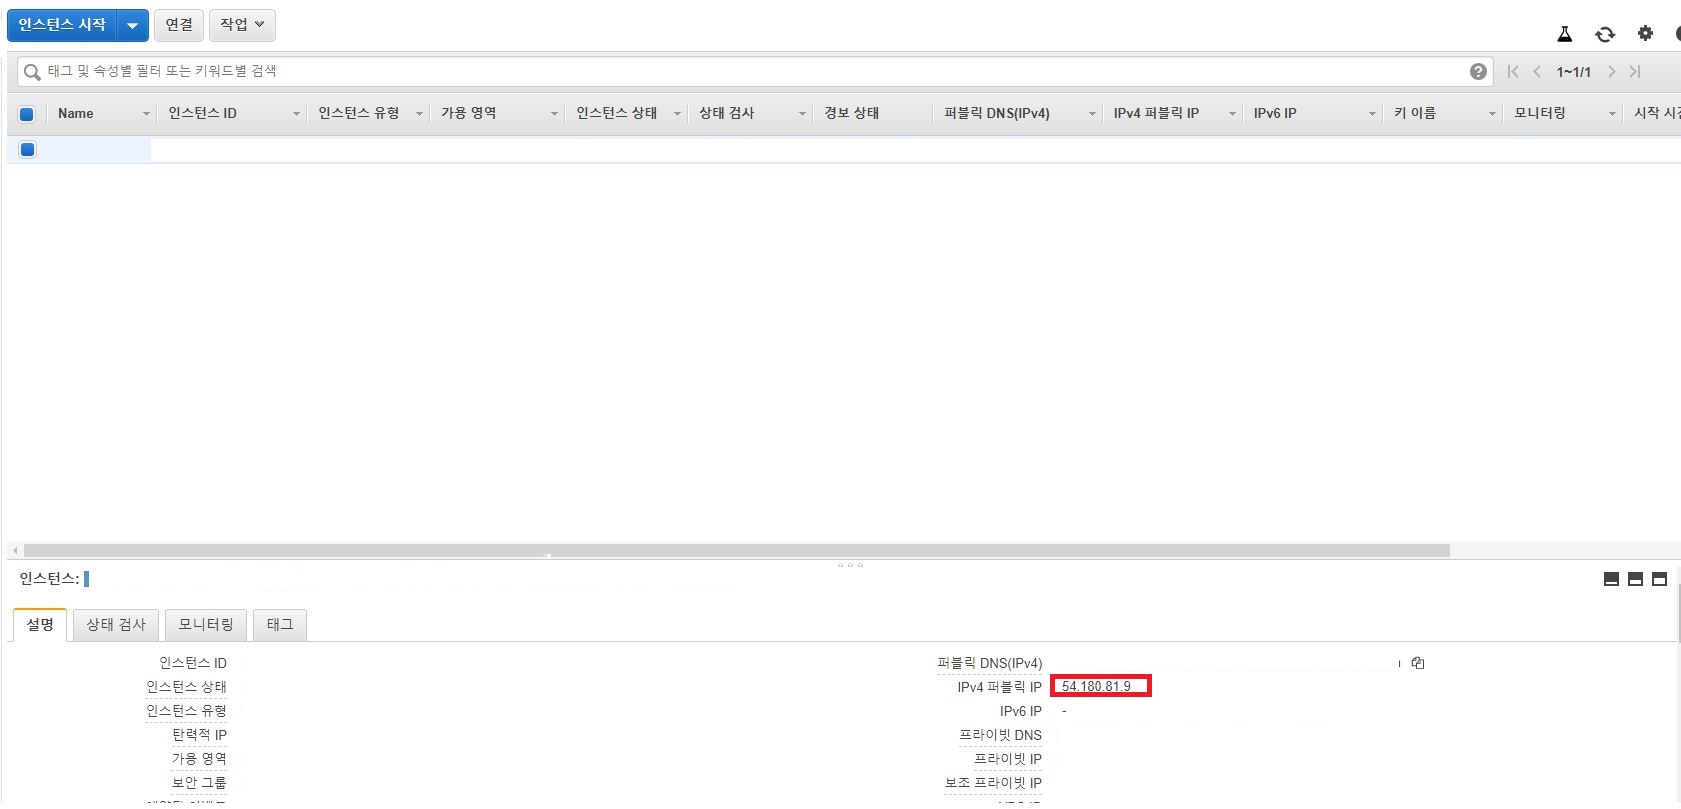 인스턴스 시작 연결 작업
태그 및 속성별 필터 또는 키워드별 검색 1~1/1
Name 인스턴스 ID 인스턴스 유형 가용 영역 인스턴스 상태 상태 검사 경보 상태 퍼블릭 DNS(IPv4) IPv4 퍼블릭 IP IPv6 IP 키 이름 모니터링 시작
인스턴스:
설명 상태 검사 모니터링 태그
인스턴스 ID 퍼블릭 DNS(IPv4)
인스턴스 상태 IPv4 퍼블릭 IP 54.180.81.9
인스턴스 유형 IPv6 IP -
탄력적 IP 프라이빗 DNS
가용 영역 프라이빗 IP
보안 그룹 보조 프라이빗 IP